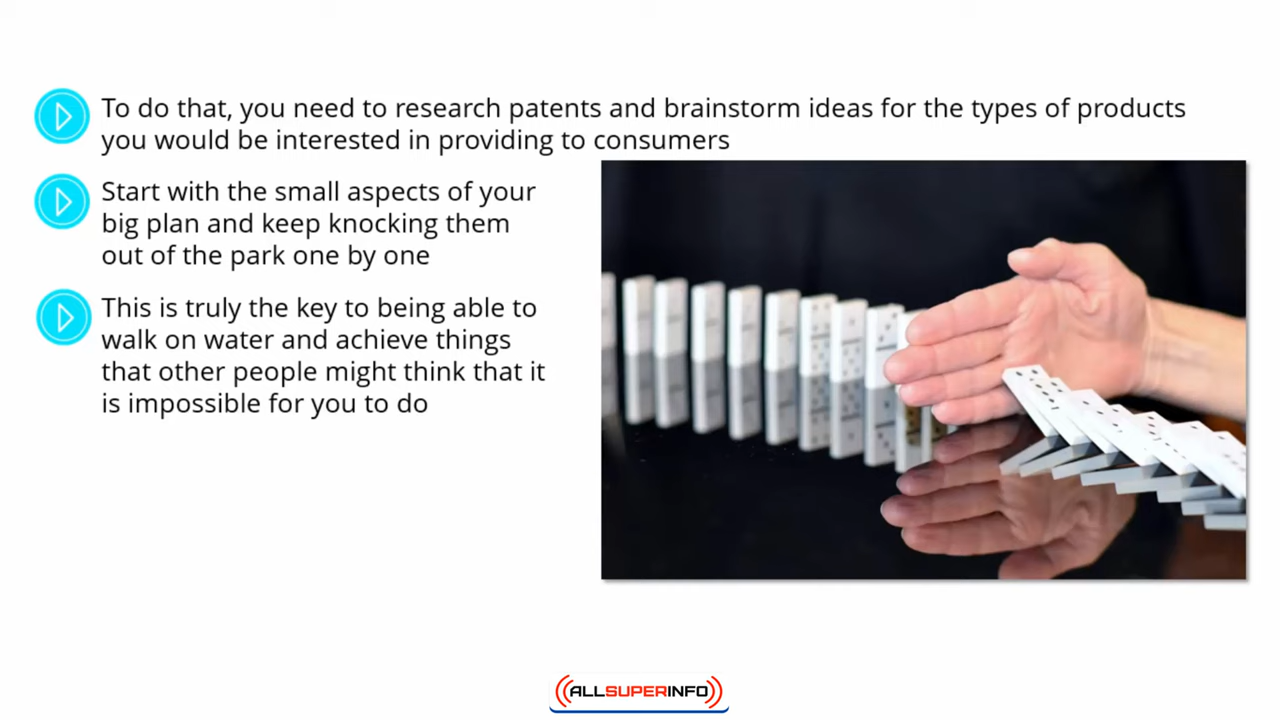 To do that, you need to research patents and brainstorm ideas for the types of products
you would be interested in providing to consumers
Start with the small aspects of your
big plan and keep knocking them
out of the park one by one
This is truly the key to being able to
walk on water and achieve things
that other people might think that it
is impossible for you to do
ALLSUPERINFO